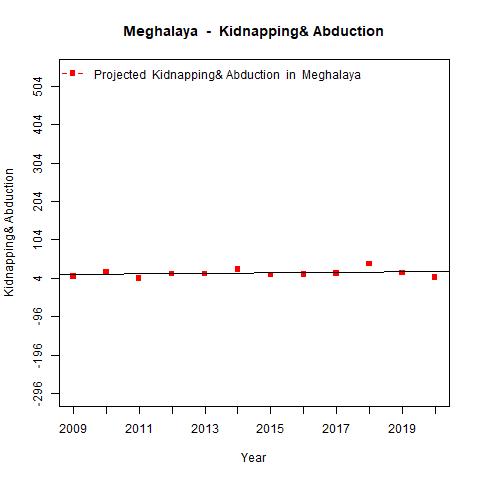 Meghalaya - Kidnapping& Abduction
Projected Kidnapping& Abduction in Meghalaya
504
404
304
204
104
4
-96
-196
-296
Kidnapping& Abduction
2009 2011 2013 2015 2017 2019
Year